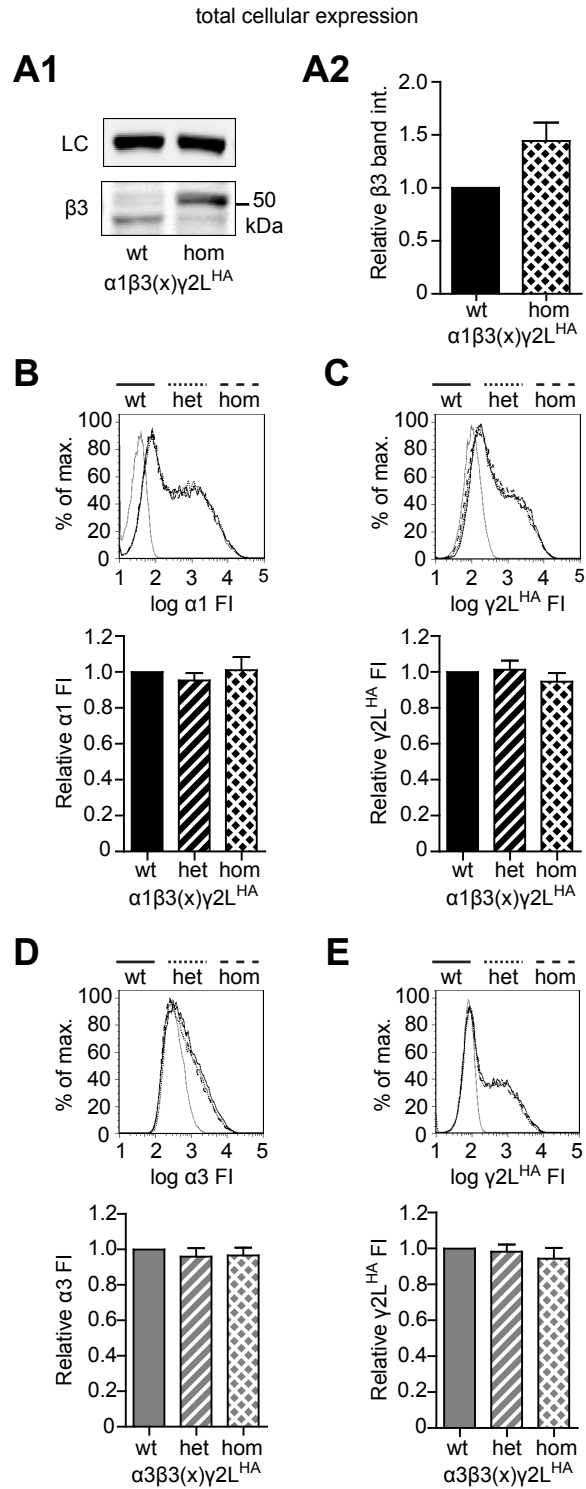 total cellular expression
A1
LC
β3
50
kDa
wt hom
α1β3(x)γ2L^HA
A2
Relative β3 band int.
2.0
1.5
1.0
0.5
0
wt hom
α1β3(x)γ2L^HA
B
wt het hom
% of max.
100
80
60
40
20
0
1 2 3 4 5
log α1 FI
Relative α1 FI
1.2
1.0
0.8
0.6
0.4
0.2
0
wt het hom
α1β3(x)γ2L^HA
C
wt het hom
% of max.
100
80
60
40
20
0
1 2 3 4 5
log γ2L^HA FI
Relative γ2L^HA FI
1.2
1.0
0.8
0.6
0.4
0.2
0
wt het hom
α1β3(x)γ2L^HA
D
wt het hom
% of max.
100
80
60
40
20
0
1 2 3 4 5
log α3 FI
Relative α3 FI
1.2
1.0
0.8
0.6
0.4
0.2
0
wt het hom
α3β3(x)γ2L^HA
E
wt het hom
% of max.
100
80
60
40
20
0
1 2 3 4 5
log γ2L^HA FI
Relative γ2L^HA FI
1.2
1.0
0.8
0.6
0.4
0.2
0
wt het hom
α3β3(x)γ2L^HA